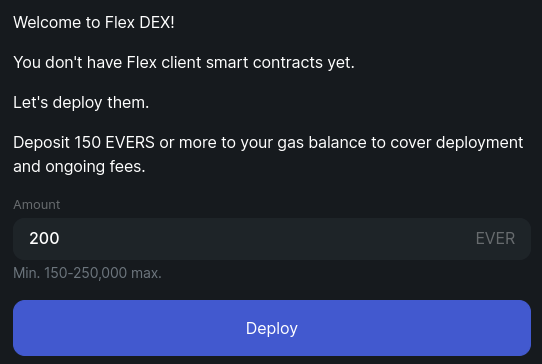 Welcome to Flex DEX!
You don't have Flex client smart contracts yet.
Let's deploy them.
Deposit 150 EVERS or more to your gas balance to cover deployment
and ongoing fees.
Amount
200 EVER
Min. 150-250,000 max.
Deploy